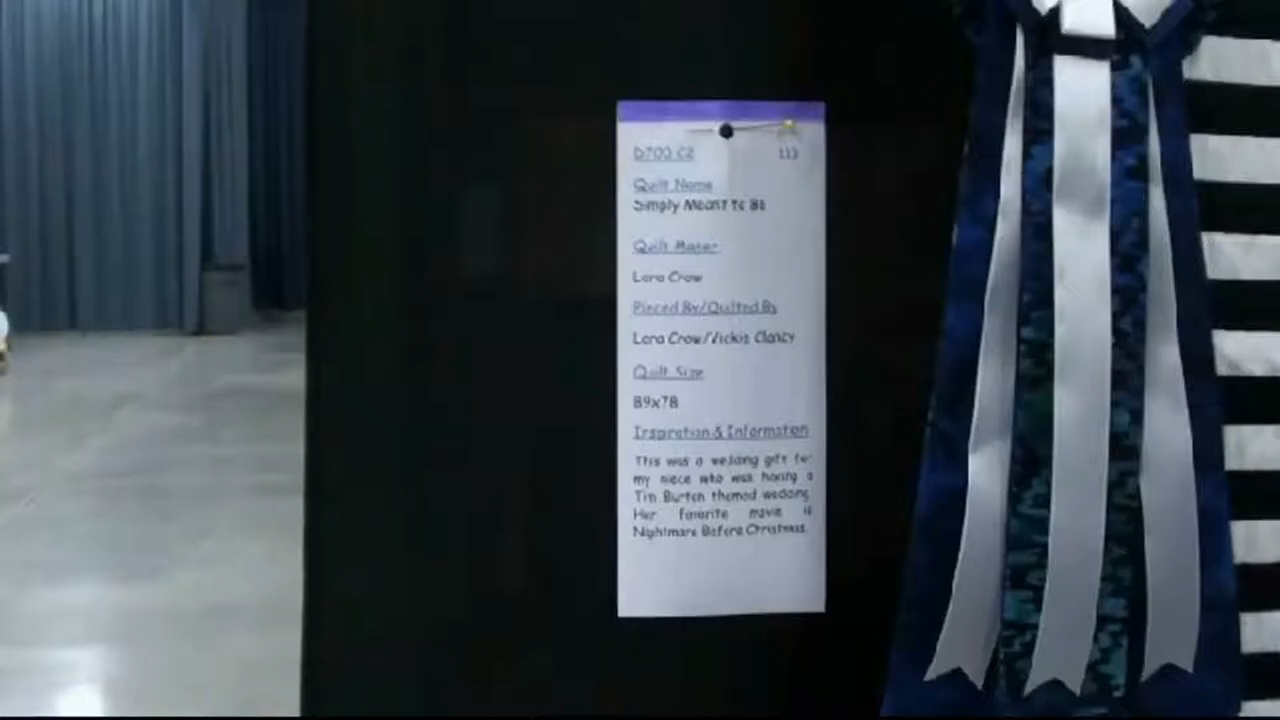 D700 C2 133
Quilt Name
Simply Meant to Be
Quilt Maker
Lora Crow
Pieced By/Quilted By
Lora Crow/Vickie Clancy
Quilt Size
89x78
Inspiration & Information
This was a wedding gift for
my niece who was having a
Tim Burton themed wedding
Her favorite movie is
Nightmare Before Christmas.